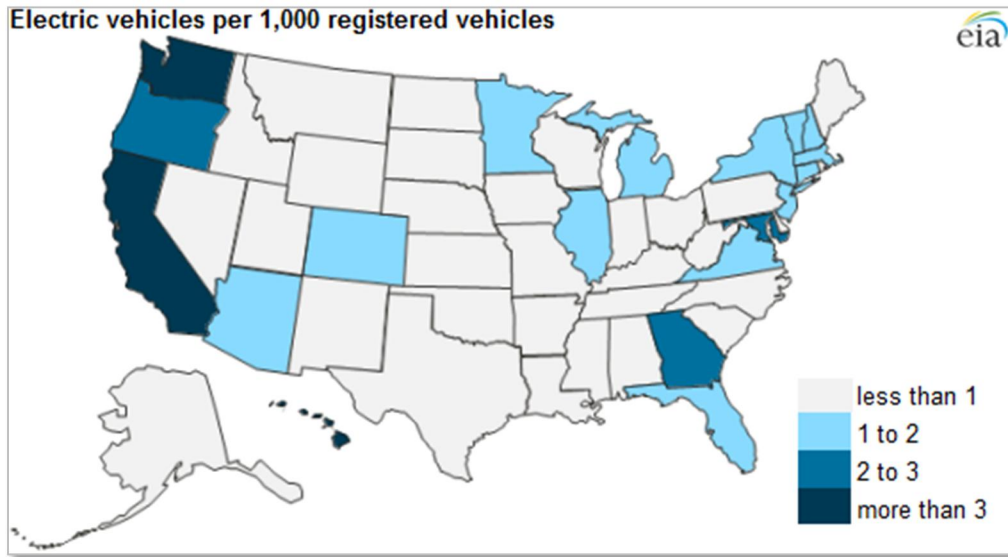 Electric vehicles per 1,000 registered vehicles
eia
less than 1
1 to 2
2 to 3
more than 3